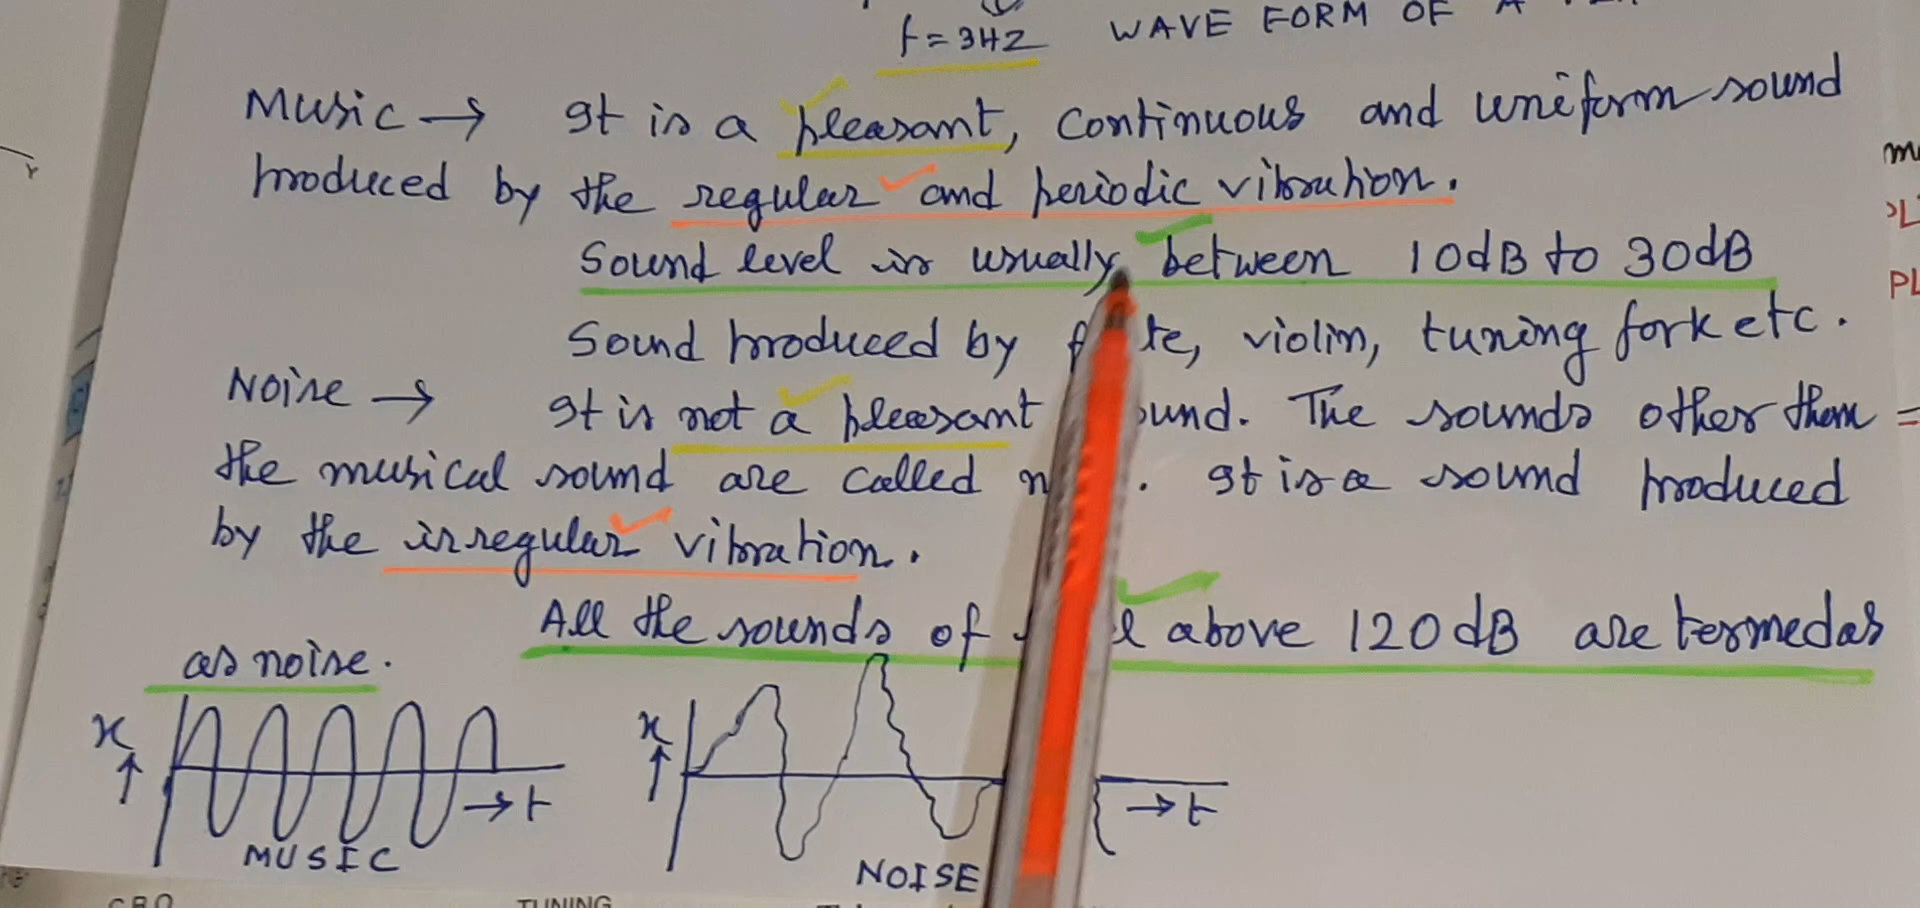 f = 3HZ WAVE FORM OF A
Music → It is a pleasant, continuous and uniform sound
produced by the regular and periodic vibration.
Sound level is usually between 10dB to 30dB
Sound produced by violin, tuning fork etc.
Noise → It is not a pleasant . The sounds other than =
the musical sound are called . It is a sound produced
by the irregular vibration.
All the sounds of above 120dB are termed as
as noise.
x ↑ → t
MUSIC
x ↑ → t
NOISE
PL
TUNING